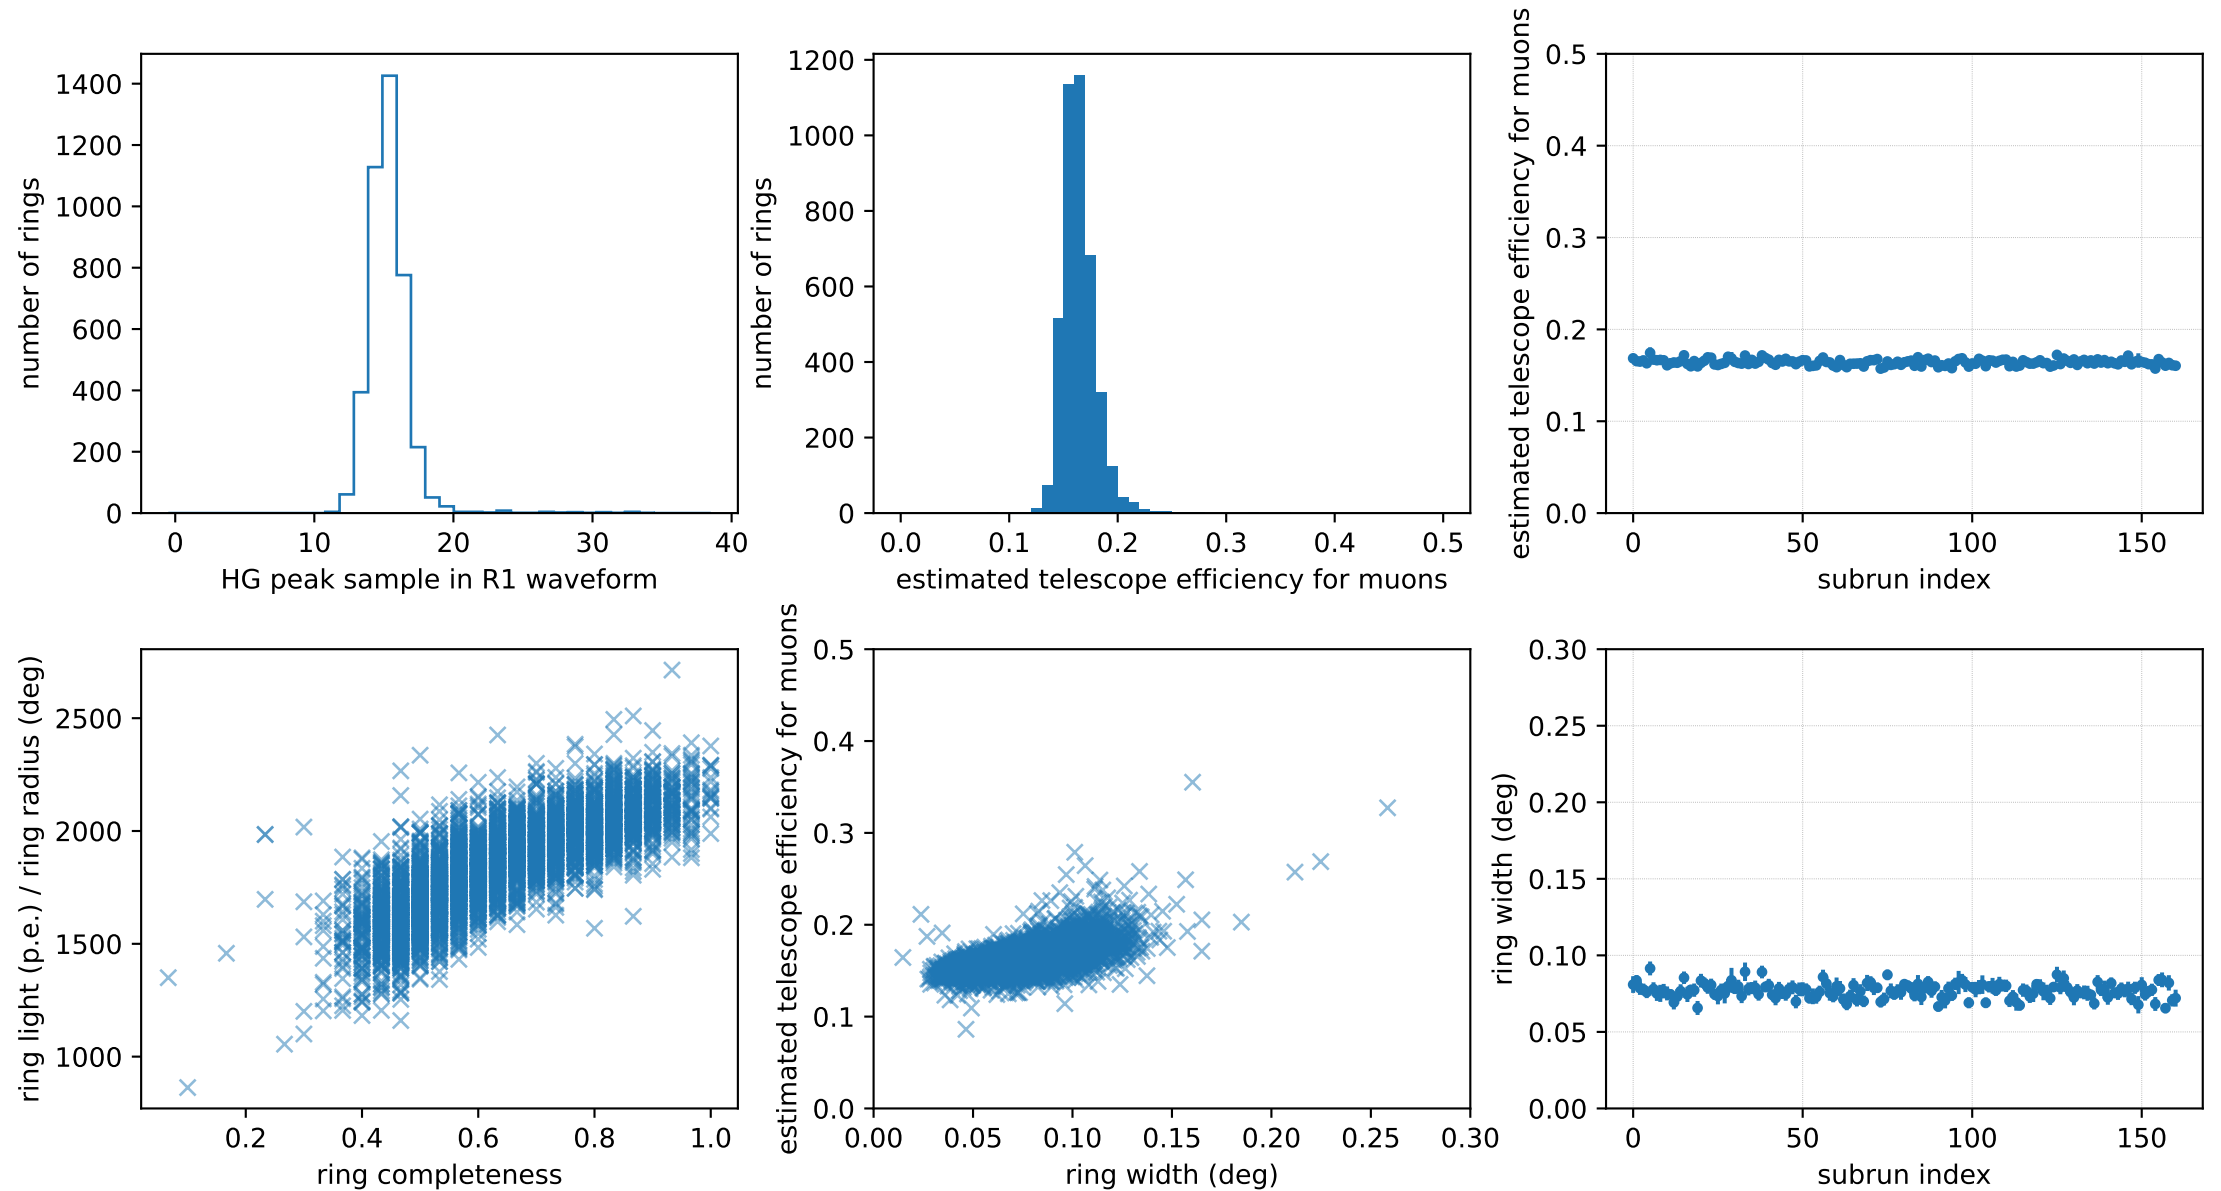 number of rings
1400
1200
1000
800
600
400
200
0
0 10 20 30 40
HG peak sample in R1 waveform
number of rings
1200
1000
800
600
400
200
0
0.0 0.1 0.2 0.3 0.4 0.5
estimated telescope efficiency for muons
estimated telescope efficiency for muons
0.5
0.4
0.3
0.2
0.1
0.0
0 50 100 150
subrun index
ring light (p.e.) / ring radius (deg)
2500
2000
1500
1000
0.2 0.4 0.6 0.8 1.0
ring completeness
estimated telescope efficiency for muons
0.5
0.4
0.3
0.2
0.1
0.0
0.00 0.05 0.10 0.15 0.20 0.25 0.30
ring width (deg)
ring width (deg)
0.30
0.25
0.20
0.15
0.10
0.05
0.00
0 50 100 150
subrun index